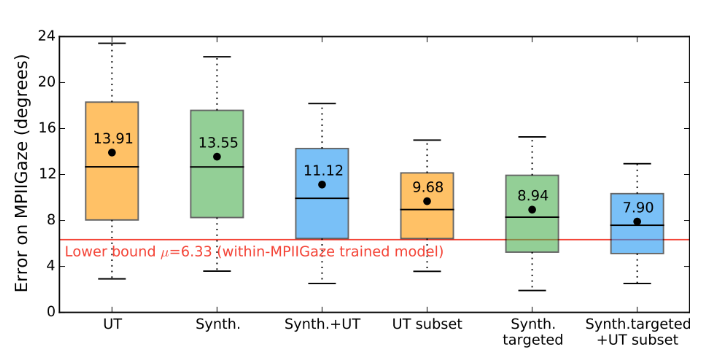 Error on MPIIGaze (degrees)
24
20
16
12
8
4
0
13.91
13.55
11.12
9.68
8.94
7.90
Lower bound μ=6.33 (within-MPIIGaze trained model)
UT
Synth.
Synth.+UT
UT subset
Synth.
targeted
Synth.targeted
+UT subset